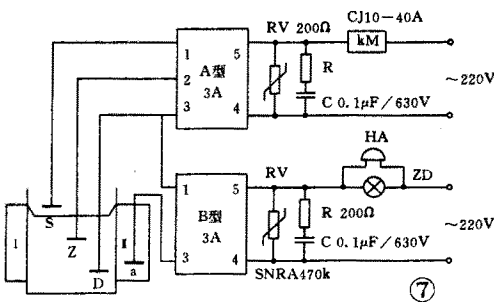 CJ10-40A
RV 200Ω kM
1 5
A型
2 3A
3 4
R
C 0.1μF/630V
~220V
HA
ZD
RV
1 5
B型
3A
3 4
R 200Ω
C 0.1μF/630V
~220V
SNRA470k
S
Z
D
a
I
II
⑦